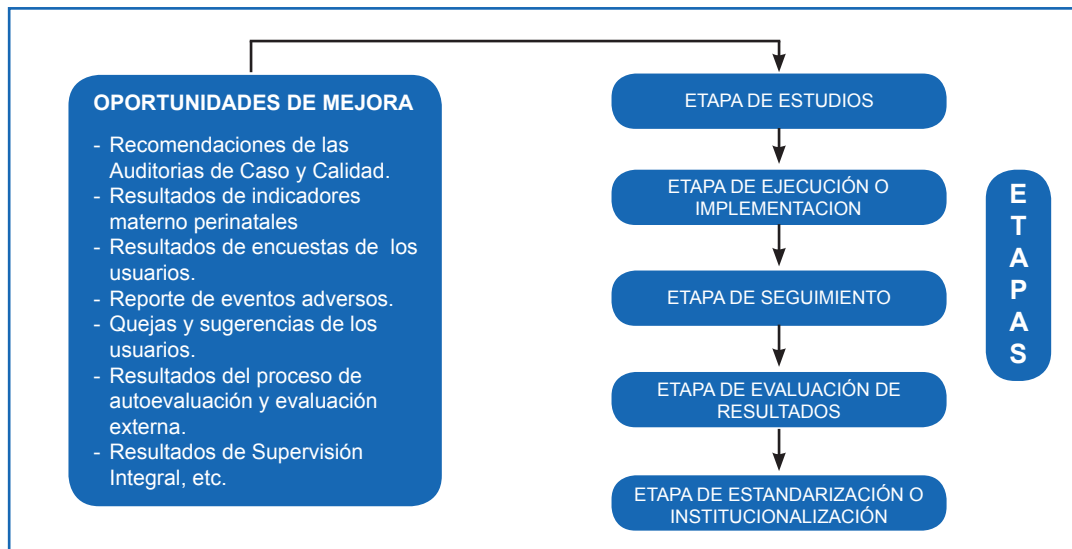 OPORTUNIDADES DE MEJORA
- Recomendaciones de las
Auditorias de Caso y Calidad.
- Resultados de indicadores
materno perinatales
- Resultados de encuestas de los
usuarios.
- Reporte de eventos adversos.
- Quejas y sugerencias de los
usuarios.
- Resultados del proceso de
autoevaluación y evaluación
externa.
- Resultados de Supervisión
Integral, etc.
ETAPA DE ESTUDIOS
ETAPA DE EJECUCIÓN O
IMPLEMENTACION
ETAPA DE SEGUIMIENTO
ETAPA DE EVALUACIÓN DE
RESULTADOS
ETAPA DE ESTANDARIZACIÓN O
INSTITUCIONALIZACIÓN
E
T
A
P
A
S